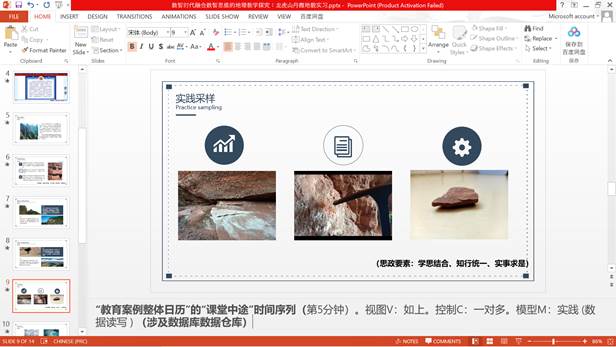 数智时代融合数智思维的地理教学探究：龙虎山丹霞地貌实习.pptx - PowerPoint (Product Activation Failed)
FILE HOME INSERT DESIGN TRANSITIONS ANIMATIONS SLIDE SHOW REVIEW VIEW 百度网盘 Microsoft account
Paste
Cut
Copy
Format Painter
Clipboard
New Slide
Layout
Reset
Section
Slides
宋体 (Body)
Font
Paragraph
Text Direction
Align Text
Convert to SmartArt
Arrange
Quick Styles
Shape Fill
Shape Outline
Shape Effects
Drawing
Find
Replace
Select
Editing
保存到百度网盘
保存
4
5
6
7
8
9
10
实践采样
Practice sampling
（思政要素：学思结合、知行统一、实事求是）
“教育案例整体日历”的“课堂中途”时间序列（第5分钟）。视图V：如上。控制C：一对多。模型M：实践 (数
据读写）（涉及数据库数据仓库）
SLIDE 9 OF 14 CHINESE (PRC) NOTES COMMENTS 86%